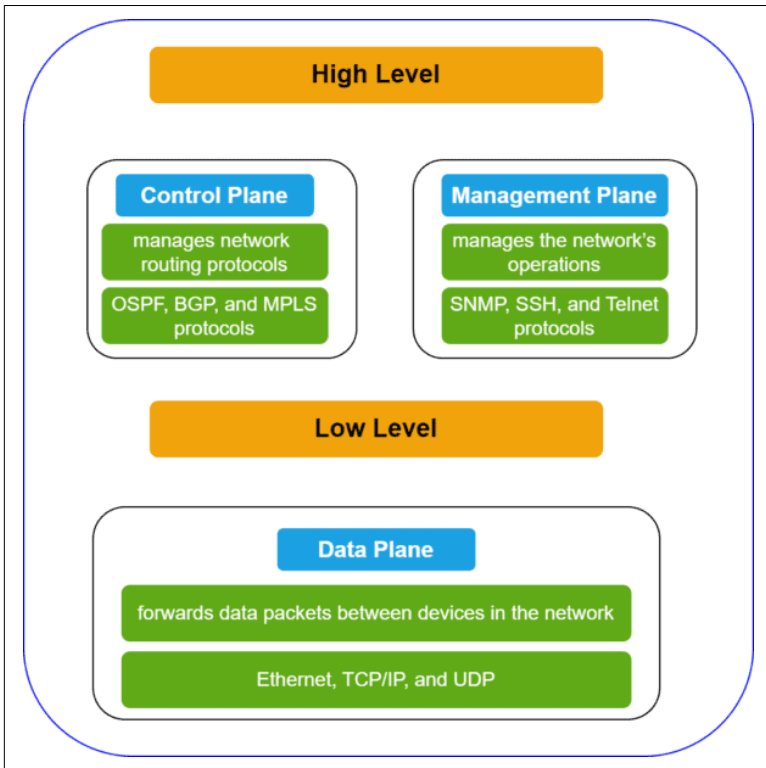 High Level
Control Plane
manages network
routing protocols
OSPF, BGP, and MPLS
protocols
Management Plane
manages the network's
operations
SNMP, SSH, and Telnet
protocols
Low Level
Data Plane
forwards data packets between devices in the network
Ethernet, TCP/IP, and UDP